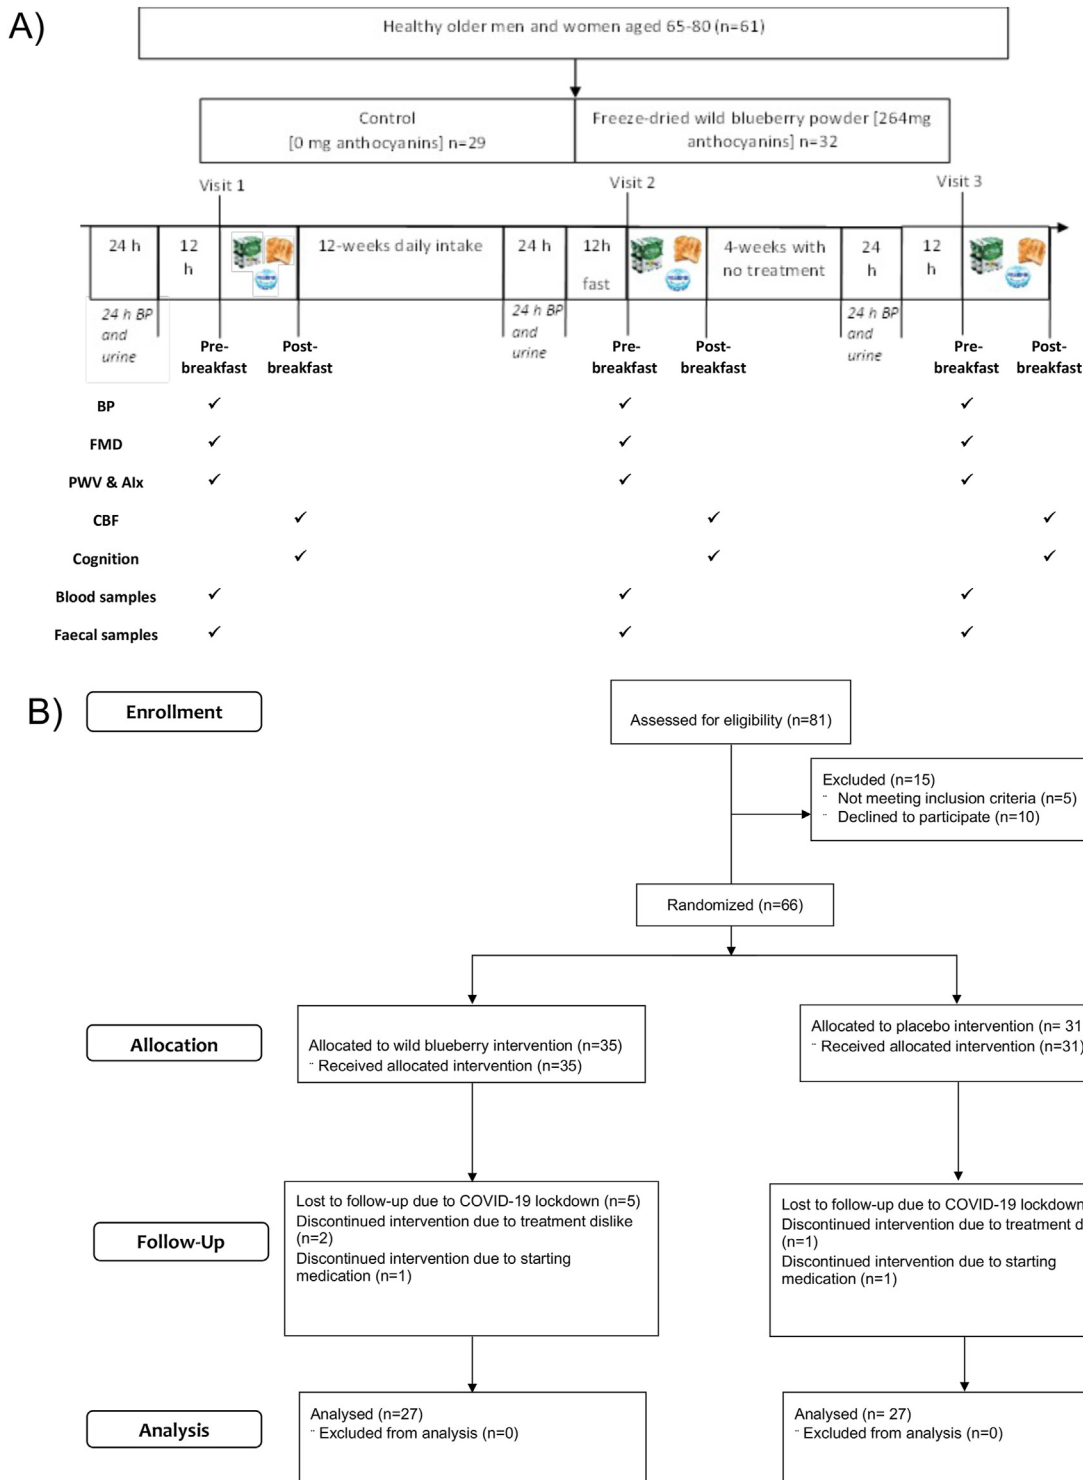 A)
Healthy older men and women aged 65-80 (n=61)
Control
[0 mg anthocyanins] n=29
Freeze-dried wild blueberry powder [264mg
anthocyanins] n=32
Visit 1
Visit 2
Visit 3
24 h
12
h
12-weeks daily intake
24 h
12h
fast
4-weeks with
no treatment
24
h
12
h
24 h BP
and
urine
24 h BP
and
urine
24 h BP
and
urine
Pre-
breakfast
Post-
breakfast
Pre-
breakfast
Post-
breakfast
Pre-
breakfast
Post-
breakfast
BP ✓ ✓ ✓
FMD ✓ ✓ ✓
PWV & AIx ✓ ✓ ✓
CBF ✓ ✓ ✓
Cognition ✓ ✓ ✓
Blood samples ✓ ✓ ✓
Faecal samples ✓ ✓ ✓
B)
Enrollment
Assessed for eligibility (n=81)
Excluded (n=15)
¨ Not meeting inclusion criteria (n=5)
¨ Declined to participate (n=10)
Randomized (n=66)
Allocation
Allocated to wild blueberry intervention (n=35)
¨ Received allocated intervention (n=35)
Allocated to placebo intervention (n= 31
¨ Received allocated intervention (n=31)
Follow-Up
Lost to follow-up due to COVID-19 lockdown (n=5)
Discontinued intervention due to treatment dislike
(n=2)
Discontinued intervention due to starting
medication (n=1)
Lost to follow-up due to COVID-19 lockdown
Discontinued intervention due to treatment d
(n=1)
Discontinued intervention due to starting
medication (n=1)
Analysis
Analysed (n=27)
¨ Excluded from analysis (n=0)
Analysed (n= 27)
¨ Excluded from analysis (n=0)